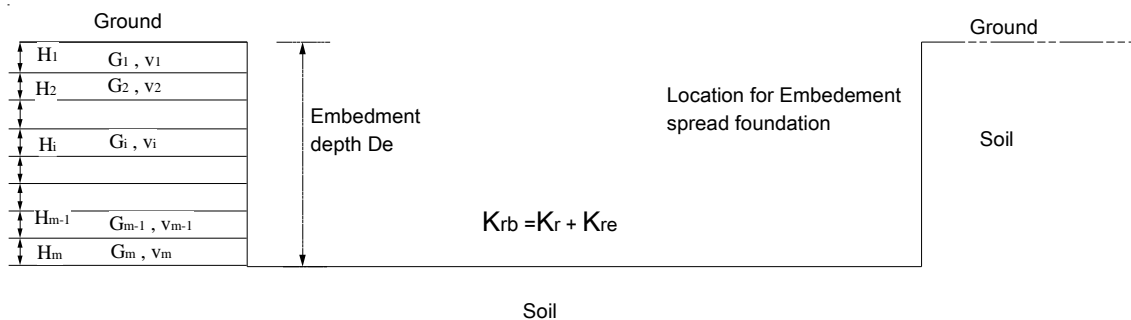 Ground
Ground
H1
G1 , v1
H2
G2 , v2
Embedment
depth De
Location for Embedement
spread foundation
Hi
Gi , vi
Soil
Hm-1
Gm-1 , vm-1
Krb =Kr + Kre
Hm
Gm , vm
Soil